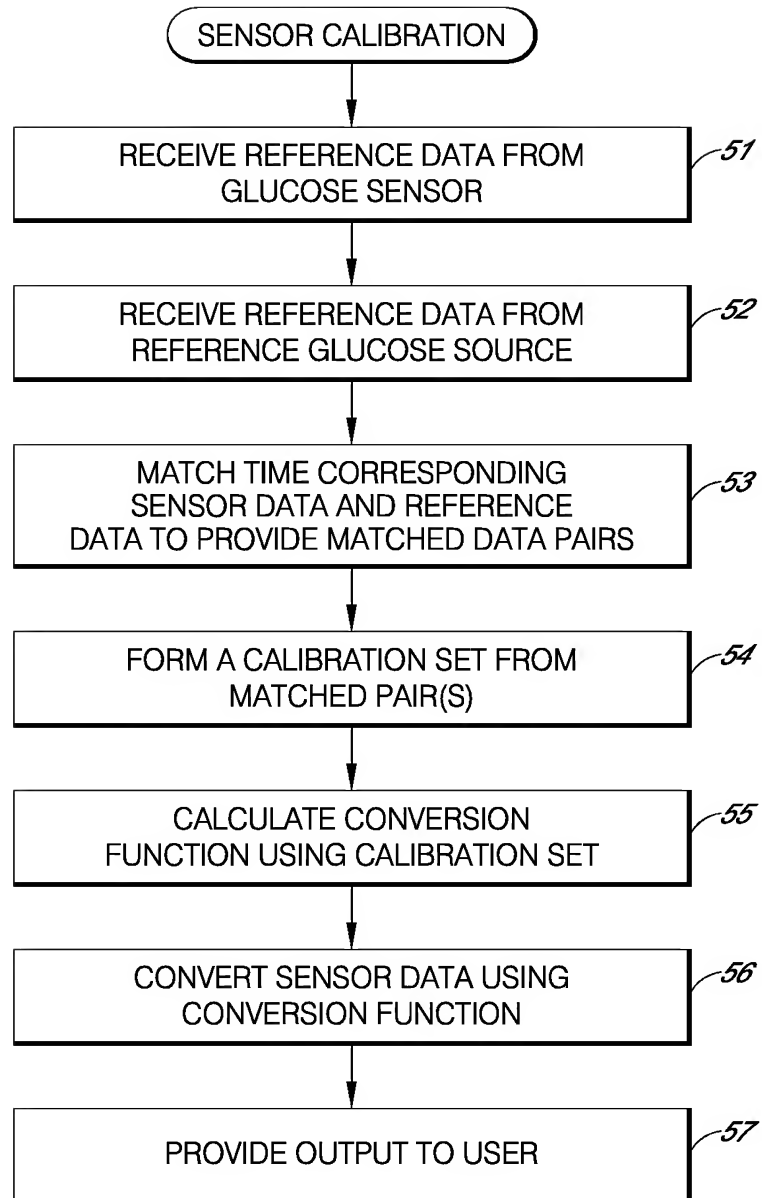 SENSOR CALIBRATION
RECEIVE REFERENCE DATA FROM
GLUCOSE SENSOR
51
RECEIVE REFERENCE DATA FROM
REFERENCE GLUCOSE SOURCE
52
MATCH TIME CORRESPONDING
SENSOR DATA AND REFERENCE
DATA TO PROVIDE MATCHED DATA PAIRS
53
FORM A CALIBRATION SET FROM
MATCHED PAIR(S)
54
CALCULATE CONVERSION
FUNCTION USING CALIBRATION SET
55
CONVERT SENSOR DATA USING
CONVERSION FUNCTION
56
PROVIDE OUTPUT TO USER
57